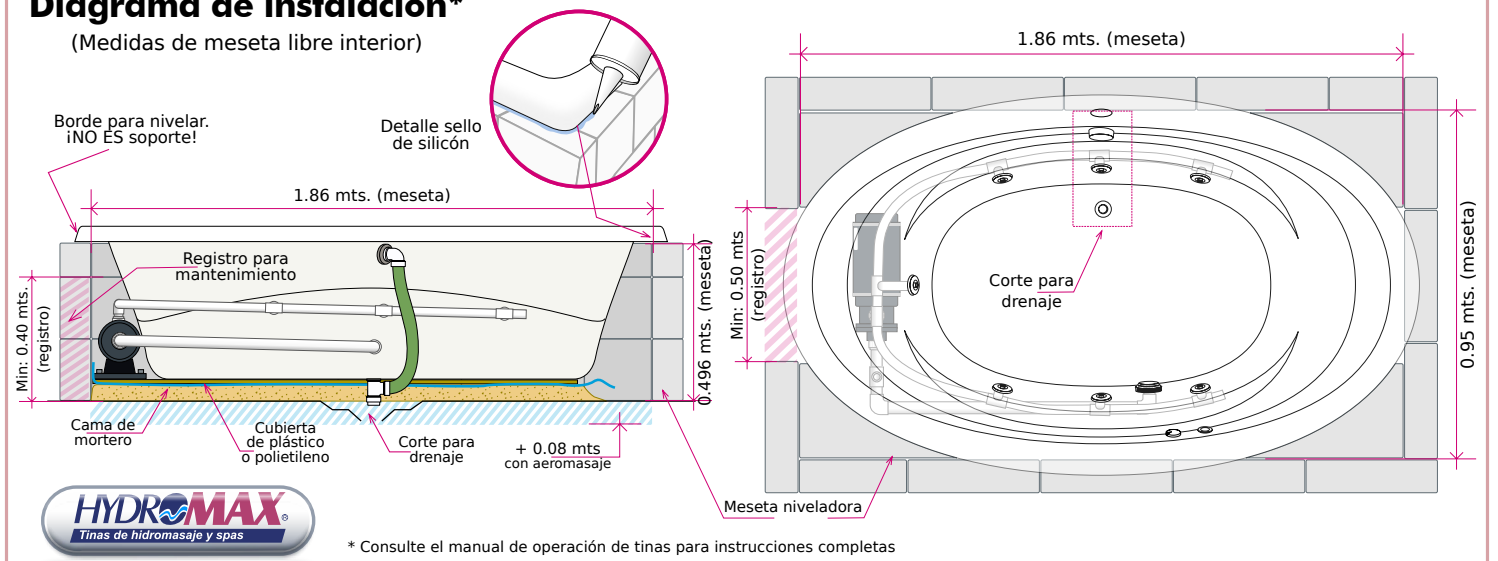 Diagrama de instalación*
(Medidas de meseta libre interior)
Borde para nivelar.
¡NO ES soporte!
Detalle sello
de silicón
1.86 mts. (meseta)
Registro para
mantenimiento
Min: 0.40 mts.
(registro)
0.496 mts. (meseta)
Cama de
mortero
Cubierta
de plástico
o polietileno
Corte para
drenaje
+ 0.08 mts
con aeromasaje
1.86 mts. (meseta)
Min: 0.50 mts
(registro)
Corte para
drenaje
0.95 mts. (meseta)
Meseta niveladora
HYDROMAX®
Tinas de hidromasaje y spas
* Consulte el manual de operación de tinas para instrucciones completas